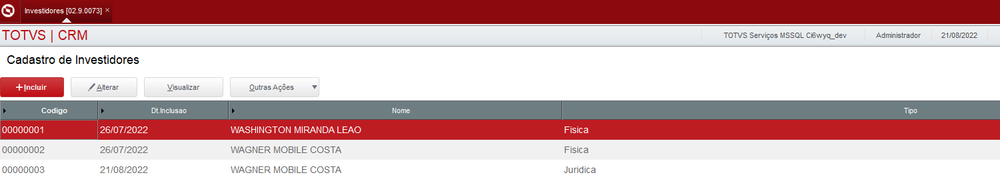 Investidores [02.9.0073] ×
TOTVS | CRM TOTVS Serviços MSSQL Ci6wyq_dev Administrador 21/08/2022
Cadastro de Investidores
+Incluir Alterar Visualizar Outras Ações
Codigo Dt.Inclusao Nome Tipo
00000001 26/07/2022 WASHINGTON MIRANDA LEAO Fisica
00000002 26/07/2022 WAGNER MOBILE COSTA Fisica
00000003 21/08/2022 WAGNER MOBILE COSTA Juridica